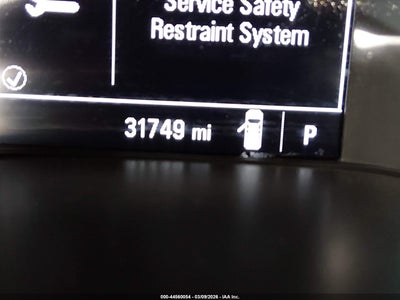 Service Safety
Restraint System
31749 mi
P
000-44560054 - 03/09/2026 - IAA Inc.